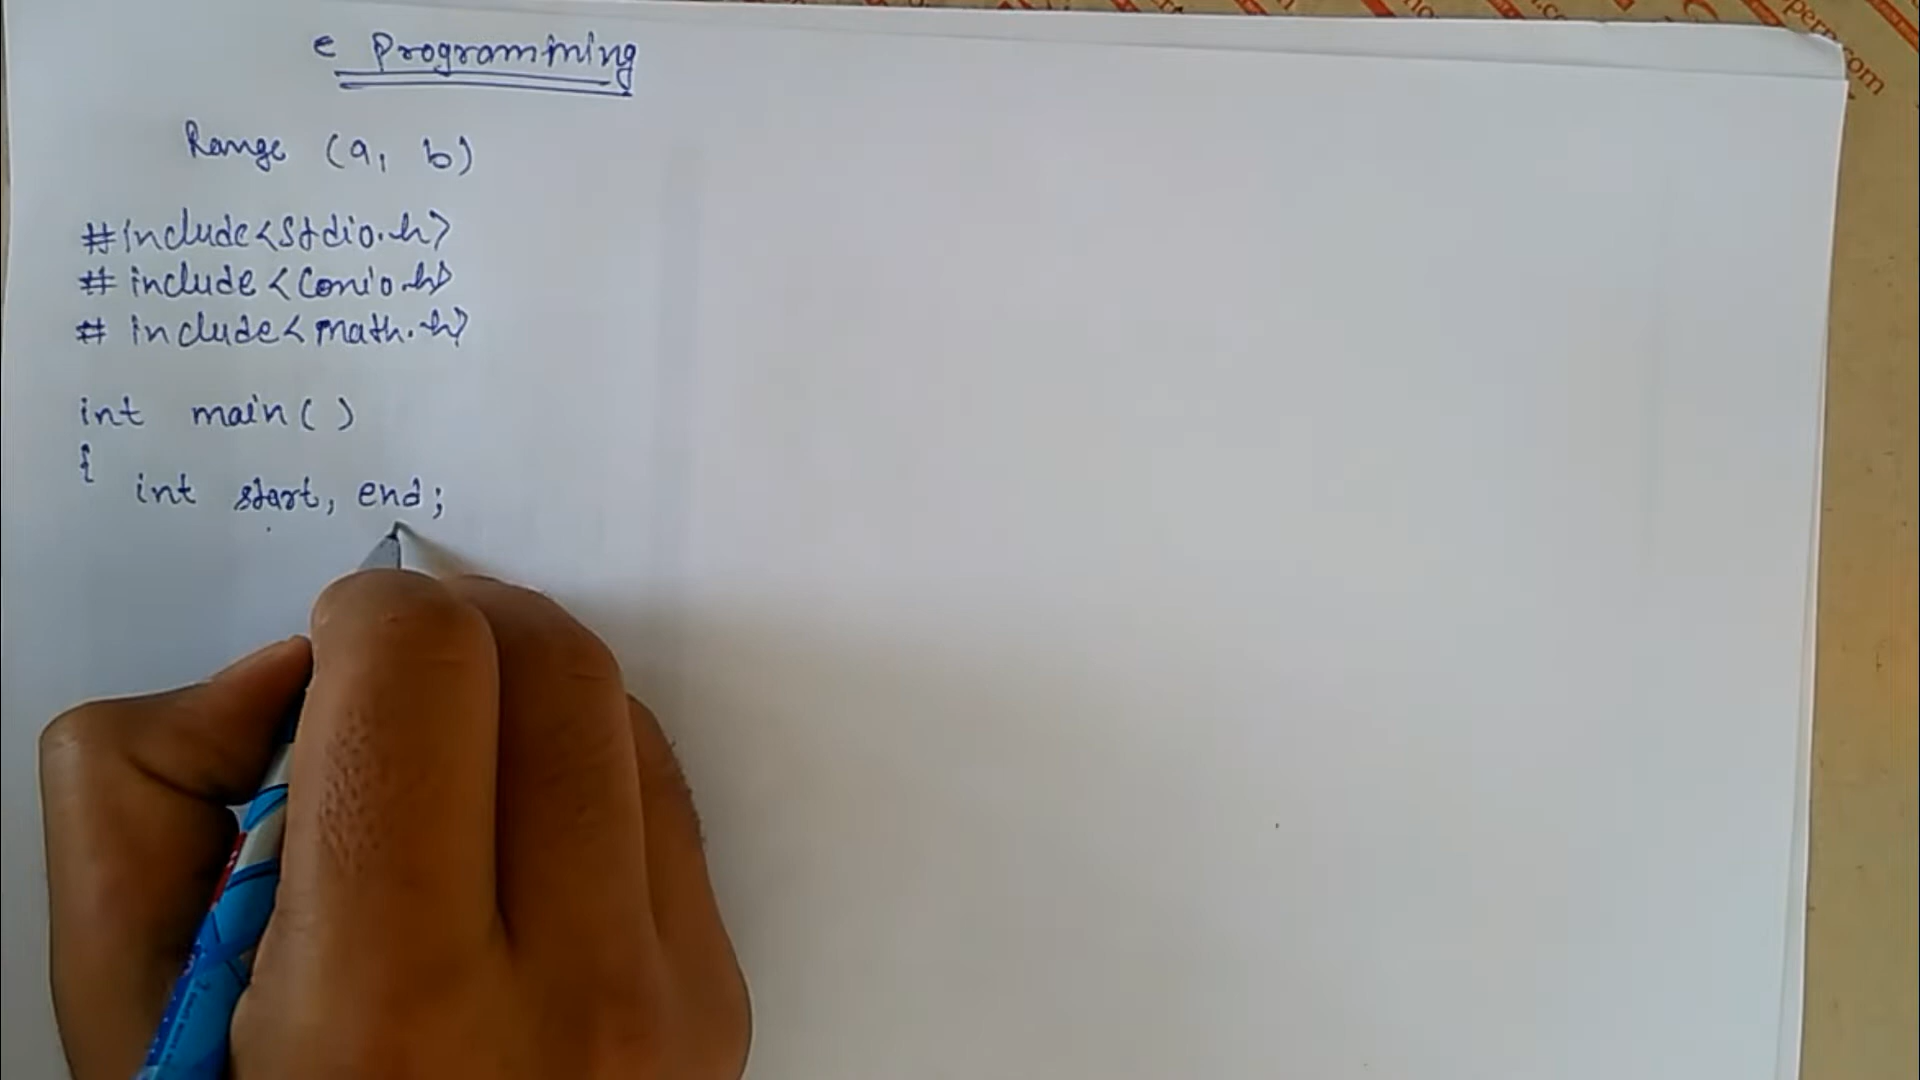 e Programming
Range (a, b)
#include<stdio.h>
# include <conio.h>
# include<math.h>
int main( )
{
int start, end;